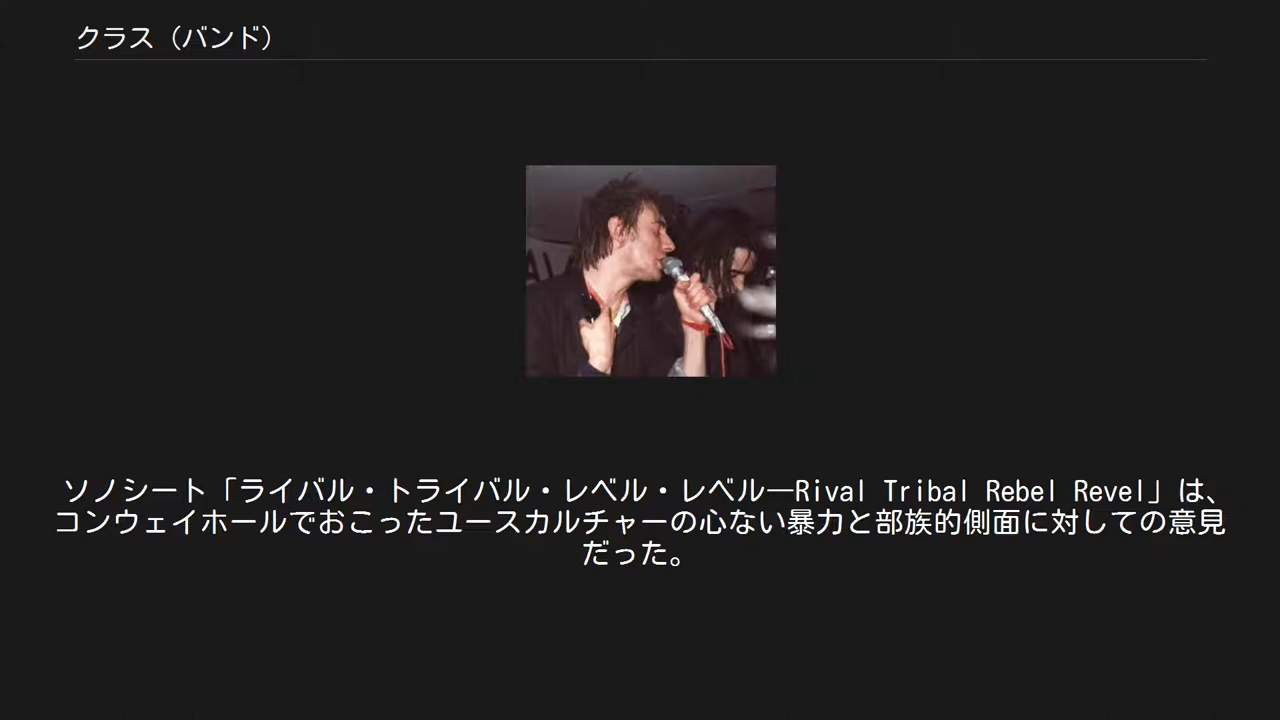 クラス（バンド）
AL
ソノシート「ライバル・トライバル・レベル・レベル―Rival Tribal Rebel Revel」は、
コンウェイホールでおこったユースカルチャーの心ない暴力と部族的側面に対しての意見
だった。